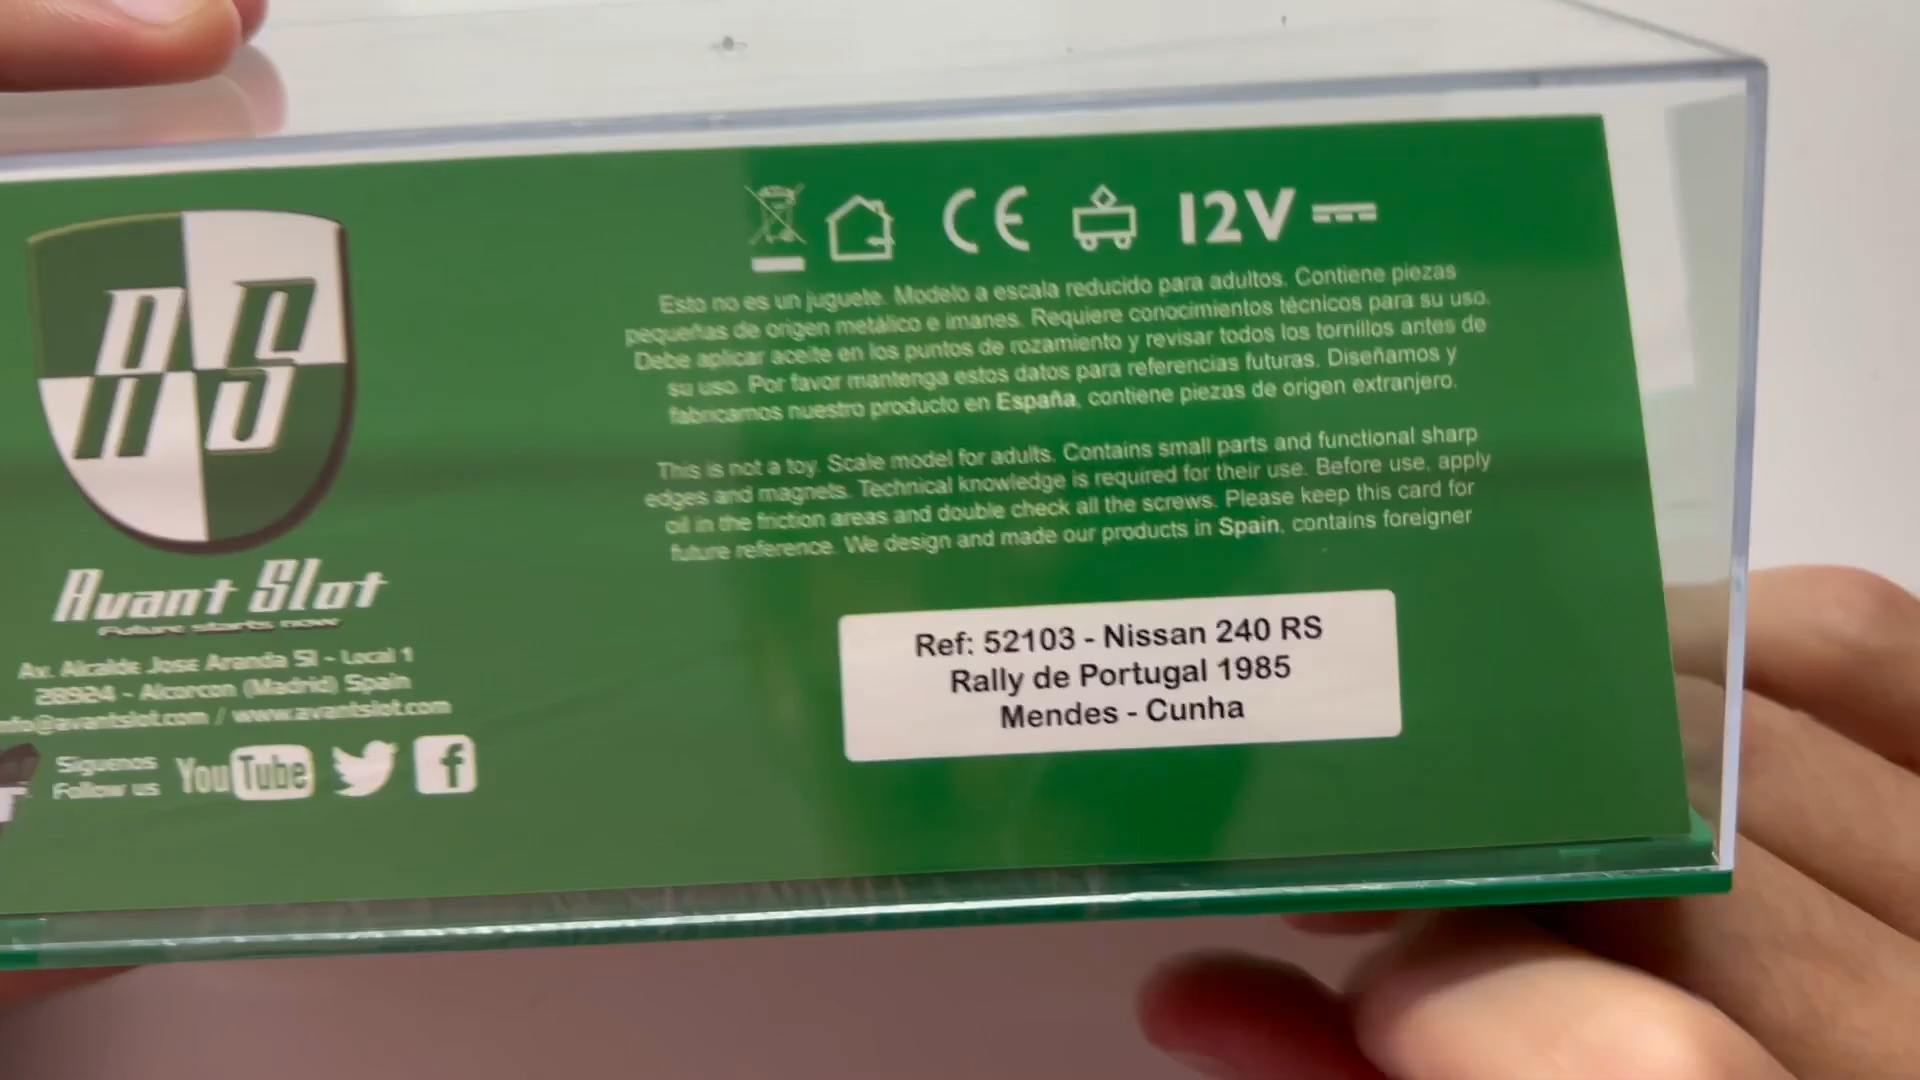 AS
Avant Slot
Future starts now
Av. Alcalde Jose Aranda 51 - Local 1
28924 - Alcorcon (Madrid) Spain
info@avantslot.com / www.avantslot.com
Siguenos
Follow us
YouTube
f
CE
12V
Esto no es un juguete. Modelo a escala reducido para adultos. Contiene piezas
pequeñas de origen metálico e imanes. Requiere conocimientos técnicos para su uso.
Debe aplicar aceite en los puntos de rozamiento y revisar todos los tornillos antes de
su uso. Por favor mantenga estos datos para referencias futuras. Diseñamos y
fabricamos nuestro producto en España, contiene piezas de origen extranjero.
This is not a toy. Scale model for adults. Contains small parts and functional sharp
edges and magnets. Technical knowledge is required for their use. Before use, apply
oil in the friction areas and double check all the screws. Please keep this card for
future reference. We design and made our products in Spain, contains foreigner
Ref: 52103 - Nissan 240 RS
Rally de Portugal 1985
Mendes - Cunha